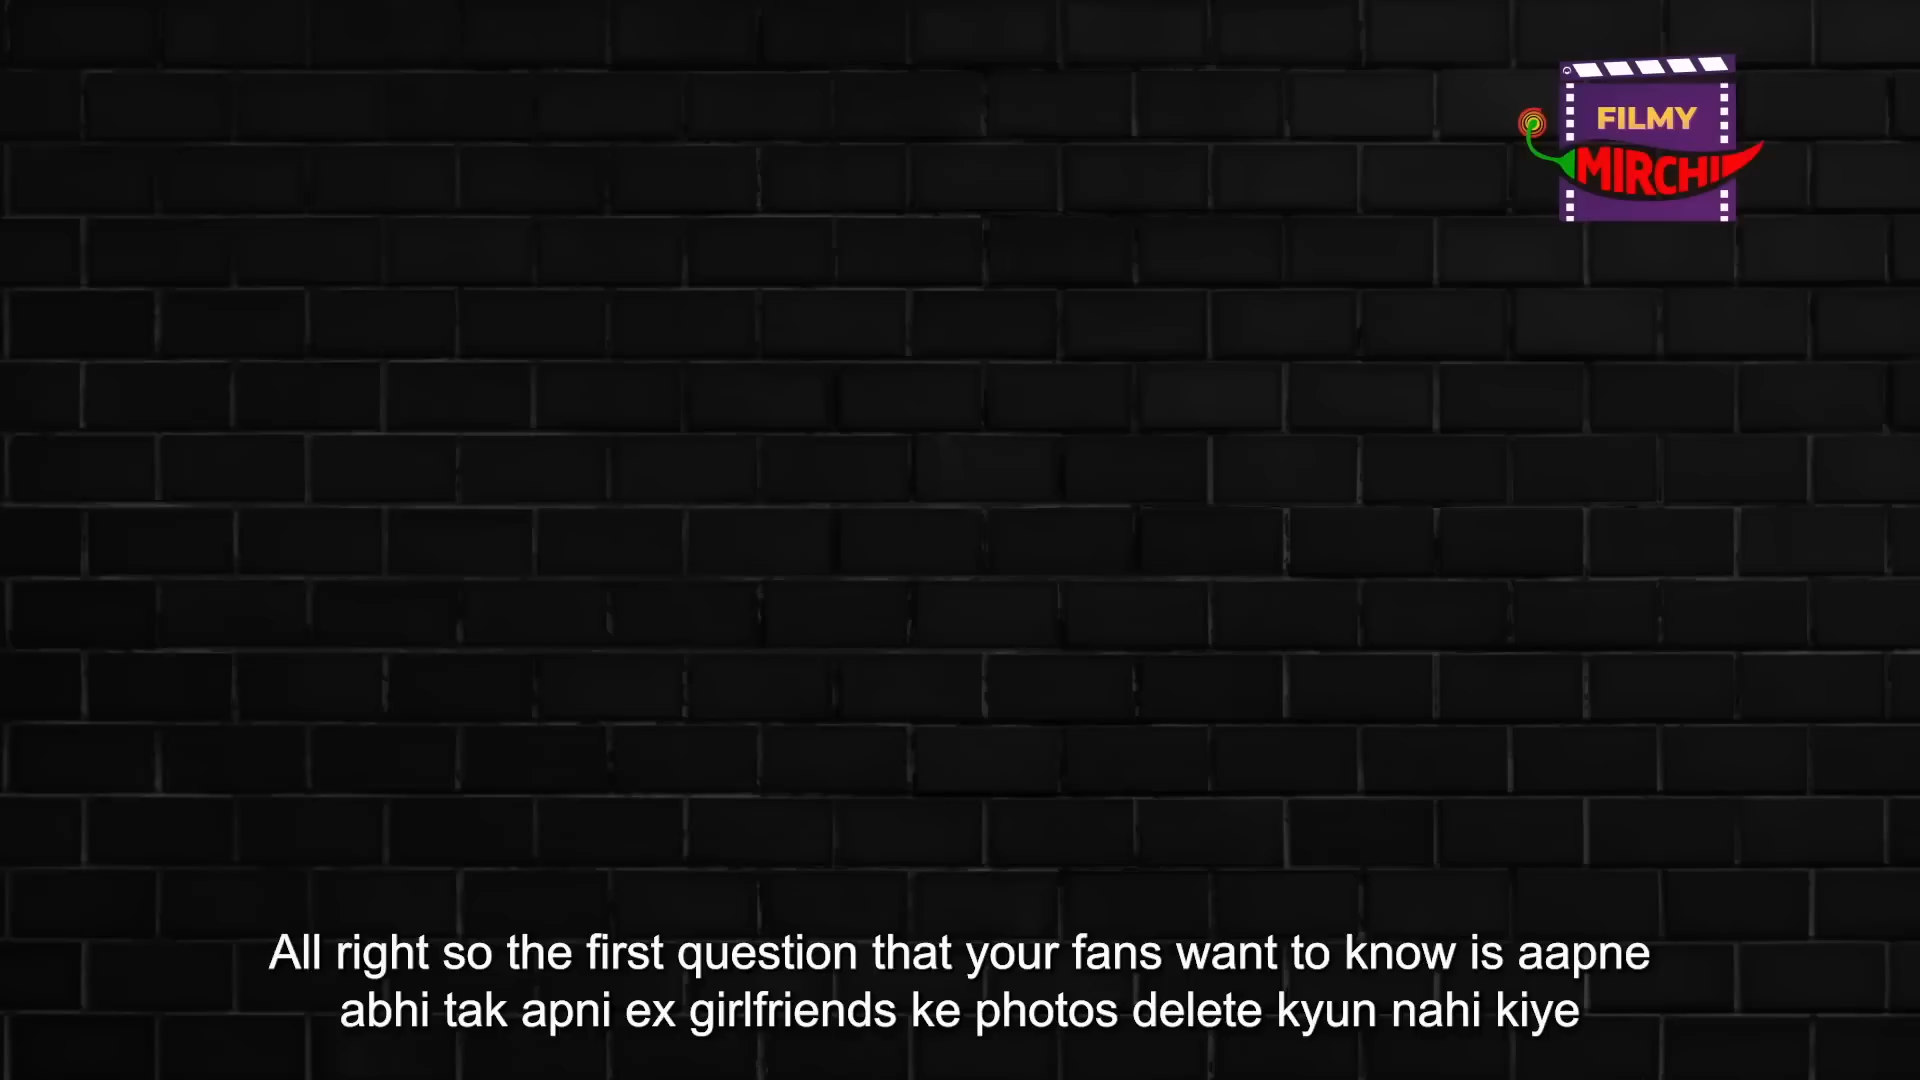 FILMY
MIRCHI
All right so the first question that your fans want to know is aapne
abhi tak apni ex girlfriends ke photos delete kyun nahi kiye